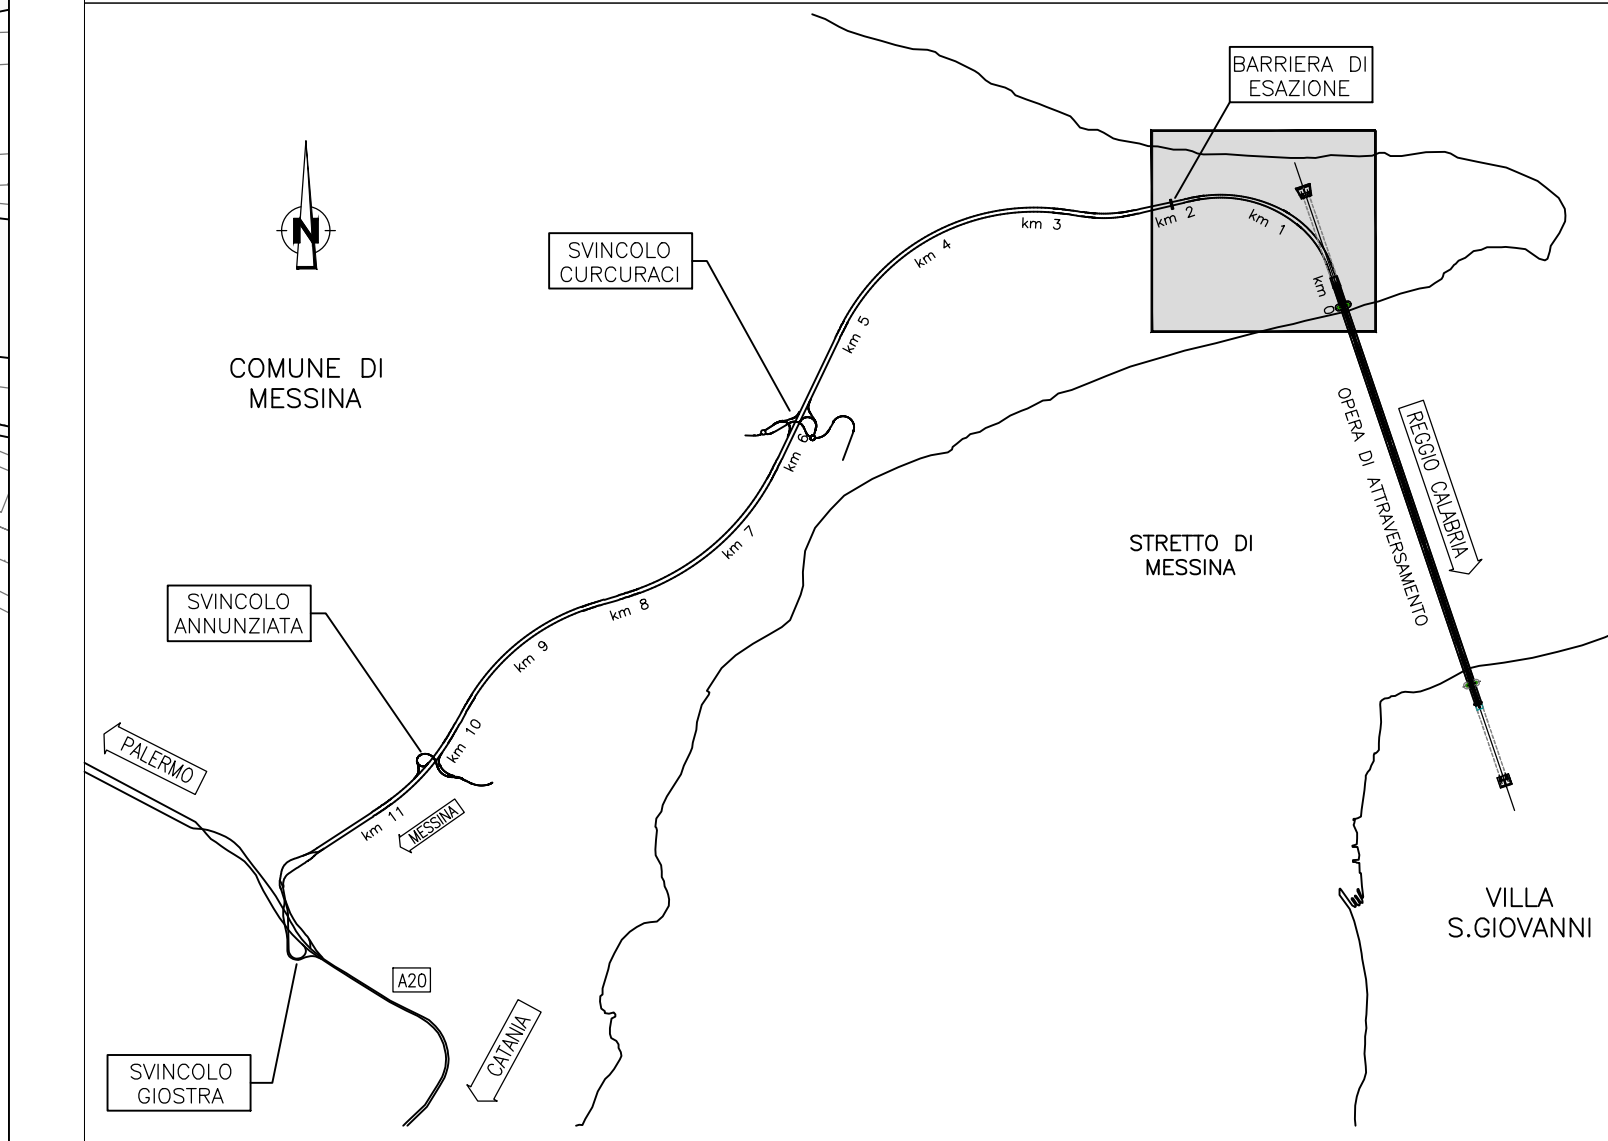 BARRIERA DI
ESAZIONE
N
km 3
km 2
km 1
km 4
SVINCOLO
CURCURACI
km 0
km 5
COMUNE DI
MESSINA
OPERA DI ATTRAVERSAMENTO
REGGIO CALABRIA
km 6
STRETTO DI
MESSINA
km 7
SVINCOLO
ANNUNZIATA
km 8
km 9
km 10
PALERMO
km 11
MESSINA
VILLA
S.GIOVANNI
A20
CATANIA
SVINCOLO
GIOSTRA